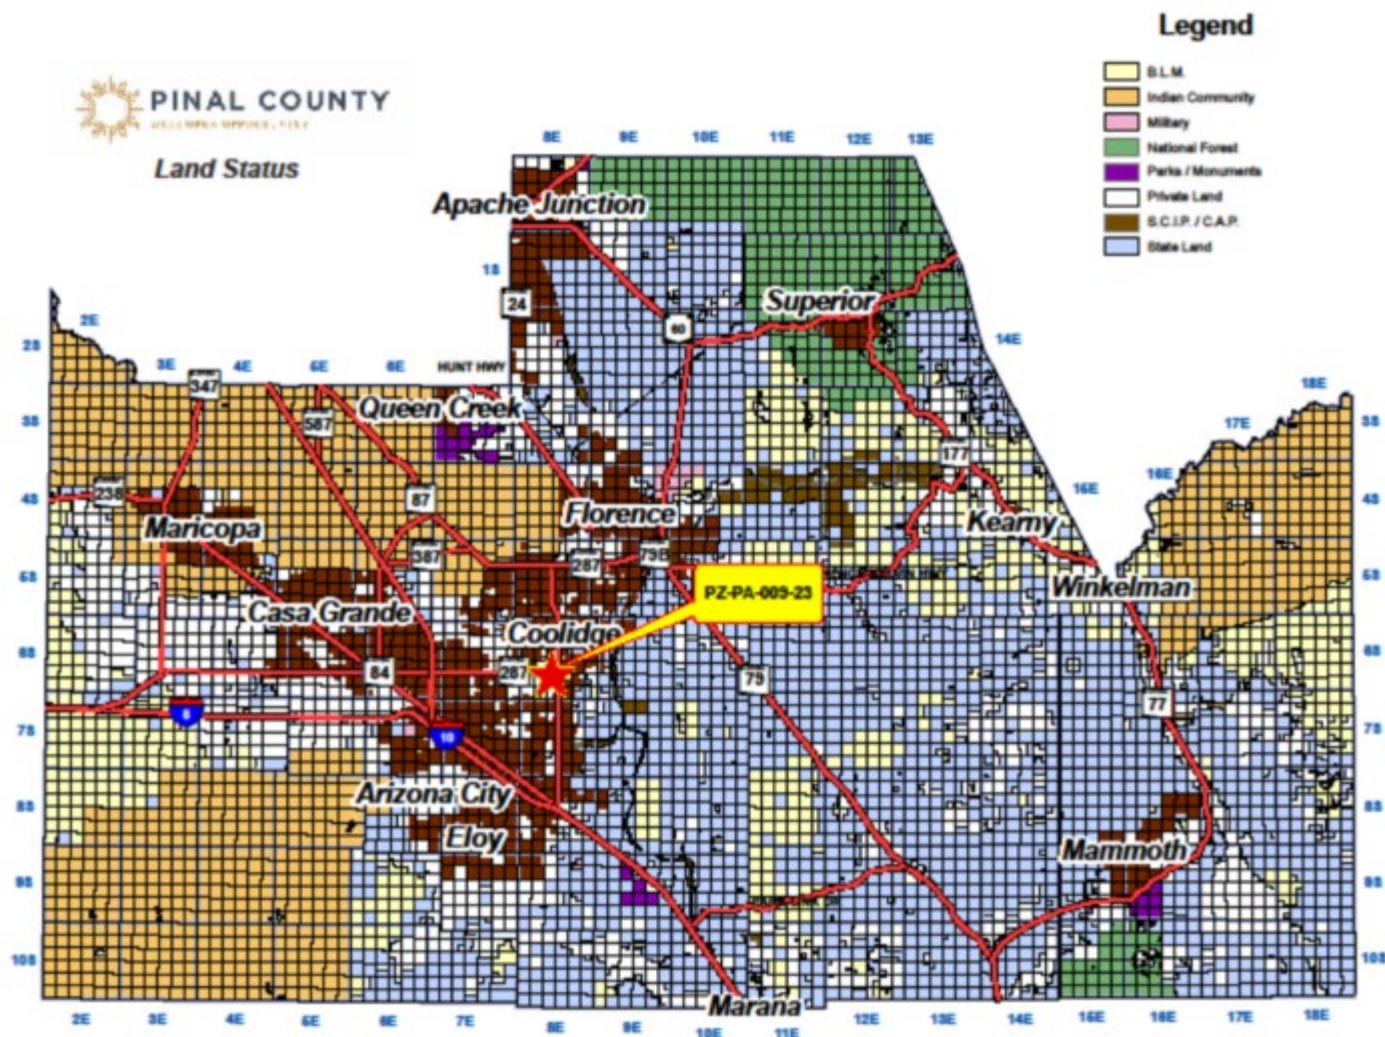 Legend
B.L.M.
Indian Community
Military
National Forest
Parks / Monuments
Private Land
S.C.I.P. / C.A.P.
State Land
PINAL COUNTY
Land Status
8E 9E 10E 11E 12E 13E
Apache Junction
1S
24
Superior
60
2E
2S
14E
3E 4E 5E 6E
HUNT HWY
347
18E
Queen Creek
587
3S
17E
3S
177
238
87
16E
15E
4S
4S
Maricopa
Florence
Kearny
387
287
79B
6S
6S
PZ-PA-009-23
Winkelman
Casa Grande
Coolidge
6S
84
287
79
6S
77
8
10
7S
7S
Arizona City
8S
8S
Eloy
Mammoth
9S
9S
10S
10S
Marana
2E 3E 4E 5E 6E 7E 8E 9E 10E 11E 12E 13E 14E 15E 16E 17E 18E